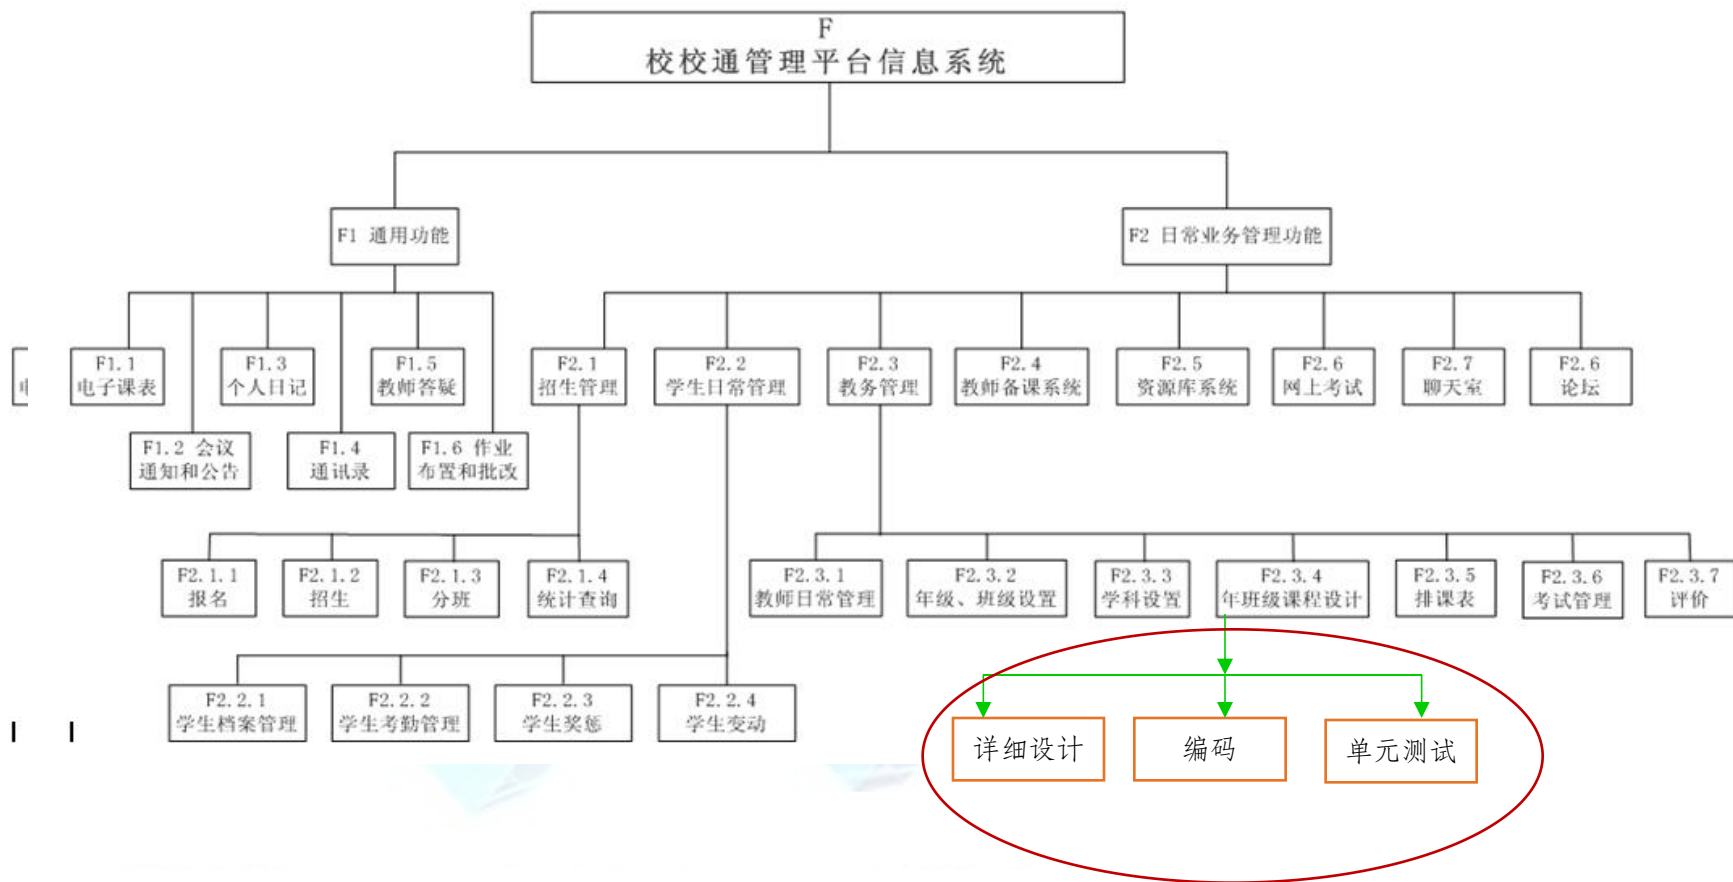 F
校校通管理平台信息系统
F1 通用功能
F2 日常业务管理功能
F1.1
电子课表
F1.3
个人日记
F1.5
教师答疑
F2.1
招生管理
F2.2
学生日常管理
F2.3
教务管理
F2.4
教师备课系统
F2.5
资源库系统
F2.6
网上考试
F2.7
聊天室
F2.6
论坛
F1.2 会议
通知和公告
F1.4
通讯录
F1.6 作业
布置和批改
F2.1.1
报名
F2.1.2
招生
F2.1.3
分班
F2.1.4
统计查询
F2.3.1
教师日常管理
F2.3.2
年级、班级设置
F2.3.3
学科设置
F2.3.4
年班级课程设计
F2.3.5
排课表
F2.3.6
考试管理
F2.3.7
评价
F2.2.1
学生档案管理
F2.2.2
学生考勤管理
F2.2.3
学生奖惩
F2.2.4
学生变动
详细设计
编码
单元测试